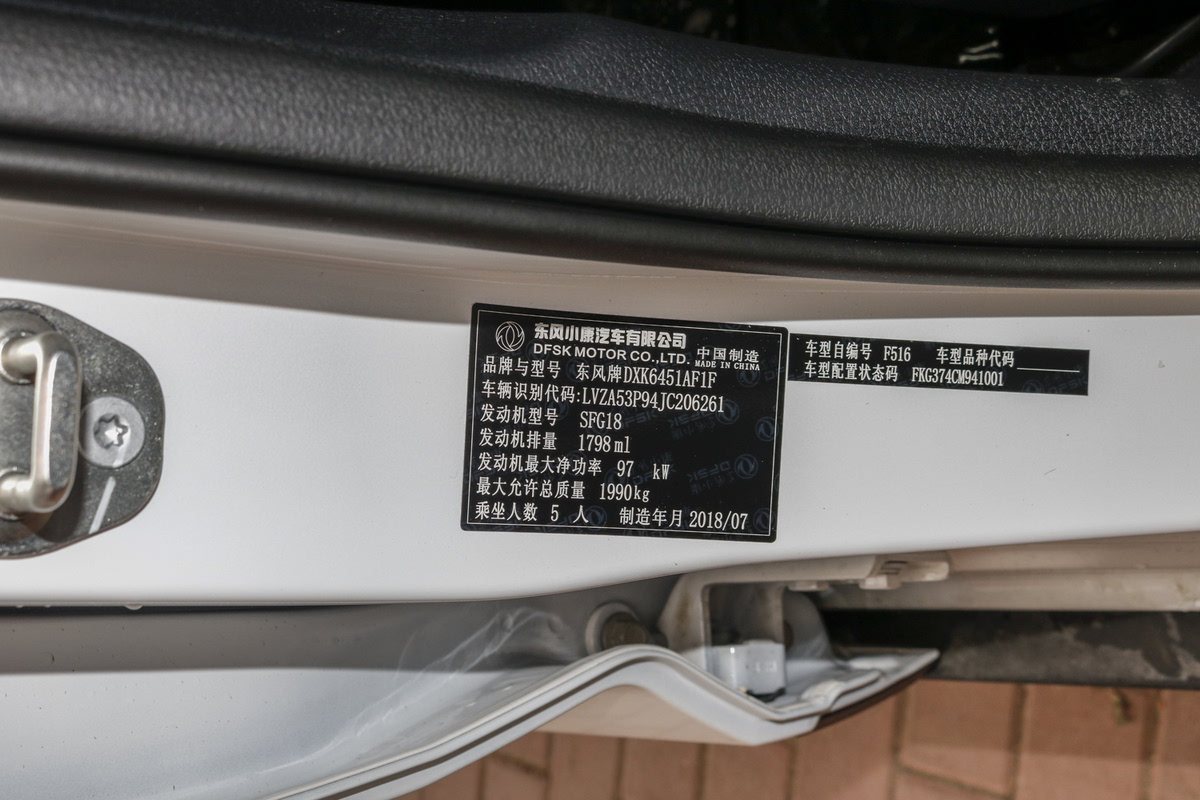 东风小康汽车有限公司
DFSK MOTOR CO.,LTD. 中国制造
MADE IN CHINA
品牌与型号 东风牌DXK6451AF1F
车辆识别代码:LVZA53P94JC206261
发动机型号 SFG18
发动机排量 1798ml
发动机最大净功率 97 kW
最大允许总质量 1990kg
乘坐人数 5 人 制造年月 2018/07
车型自编号 F516 车型品种代码
车型配置状态码 FKG374CM941001